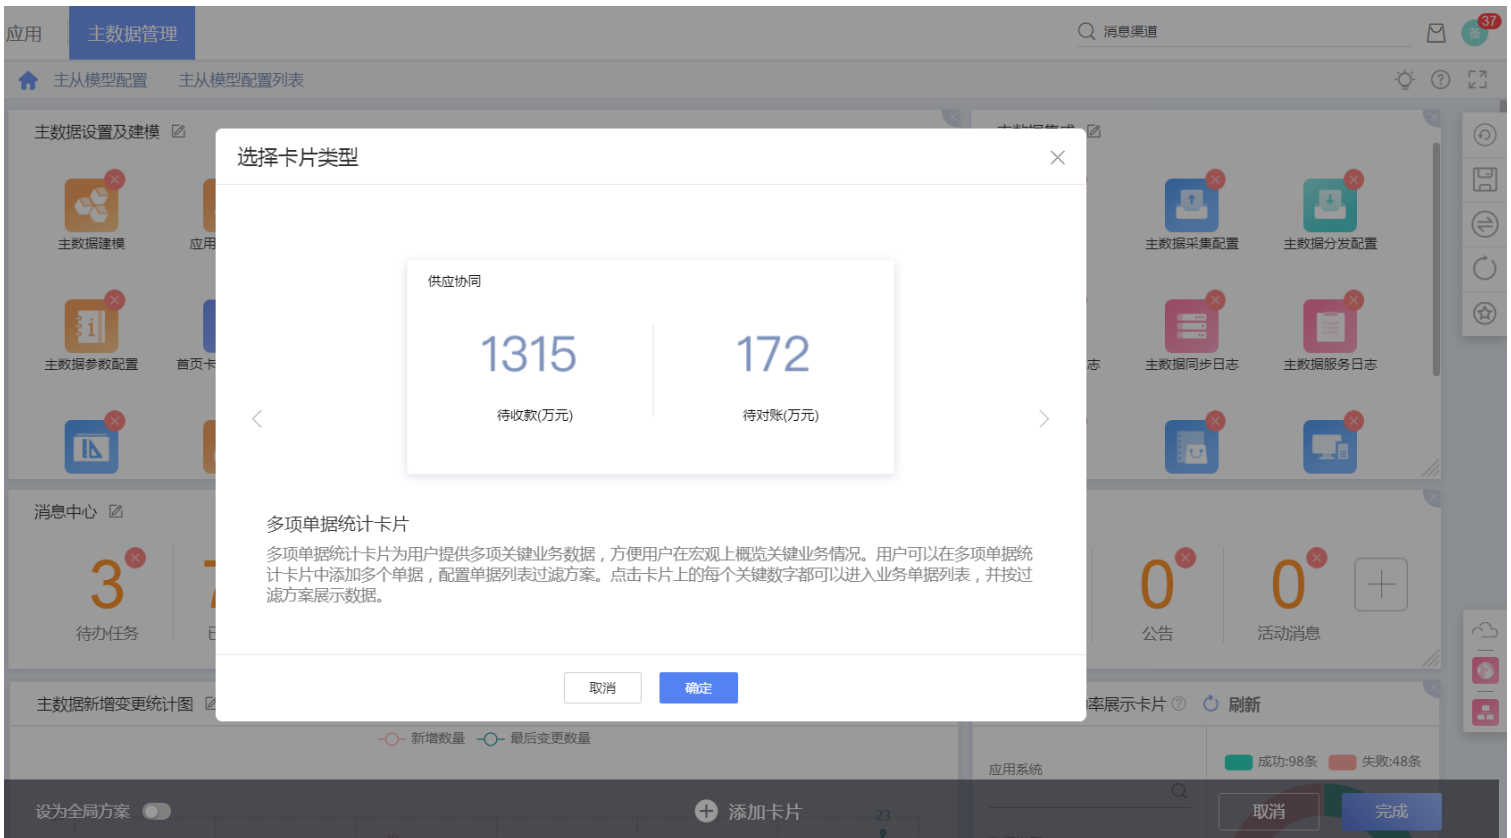 应用
主数据管理
消息渠道
备
37
主从模型配置
主从模型配置列表
主数据设置及建模
主数据建模
应用
主数据参数配置
首页卡
主数据采集配置
主数据分发配置
志
主数据同步日志
主数据服务日志
选择卡片类型
供应协同
1315
172
待收款(万元)
待对账(万元)
多项单据统计卡片
多项单据统计卡片为用户提供多项关键业务数据，方便用户在宏观上概览关键业务情况。用户可以在多项单据统
计卡片中添加多个单据，配置单据列表过滤方案。点击卡片上的每个关键数字都可以进入业务单据列表，并按过
滤方案展示数据。
取消
确定
消息中心
3
待办任务
0
公告
0
活动消息
主数据新增变更统计图
新增数量
最后变更数量
率展示卡片
刷新
应用系统
成功:98条
失败:48条
设为全局方案
添加卡片
23
取消
完成